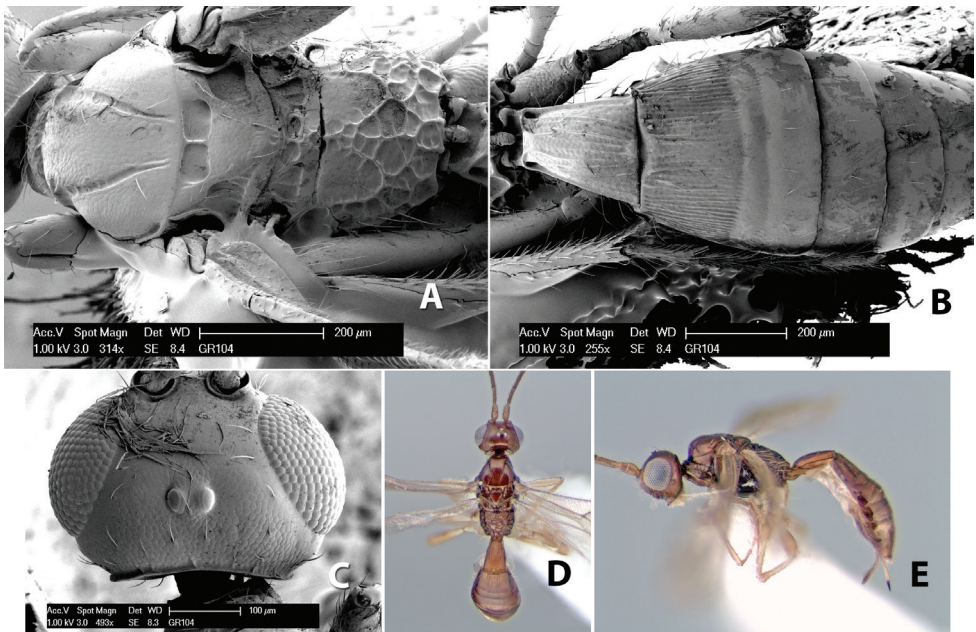 A
Acc.V Spot Magn Det WD 200 µm
1.00 kV 3.0 314x SE 8.4 GR104
B
Acc.V Spot Magn Det WD 200 µm
1.00 kV 3.0 255x SE 8.4 GR104
C
Acc.V Spot Magn Det WD 100 µm
1.00 kV 3.0 493x SE 8.3 GR104
D
E